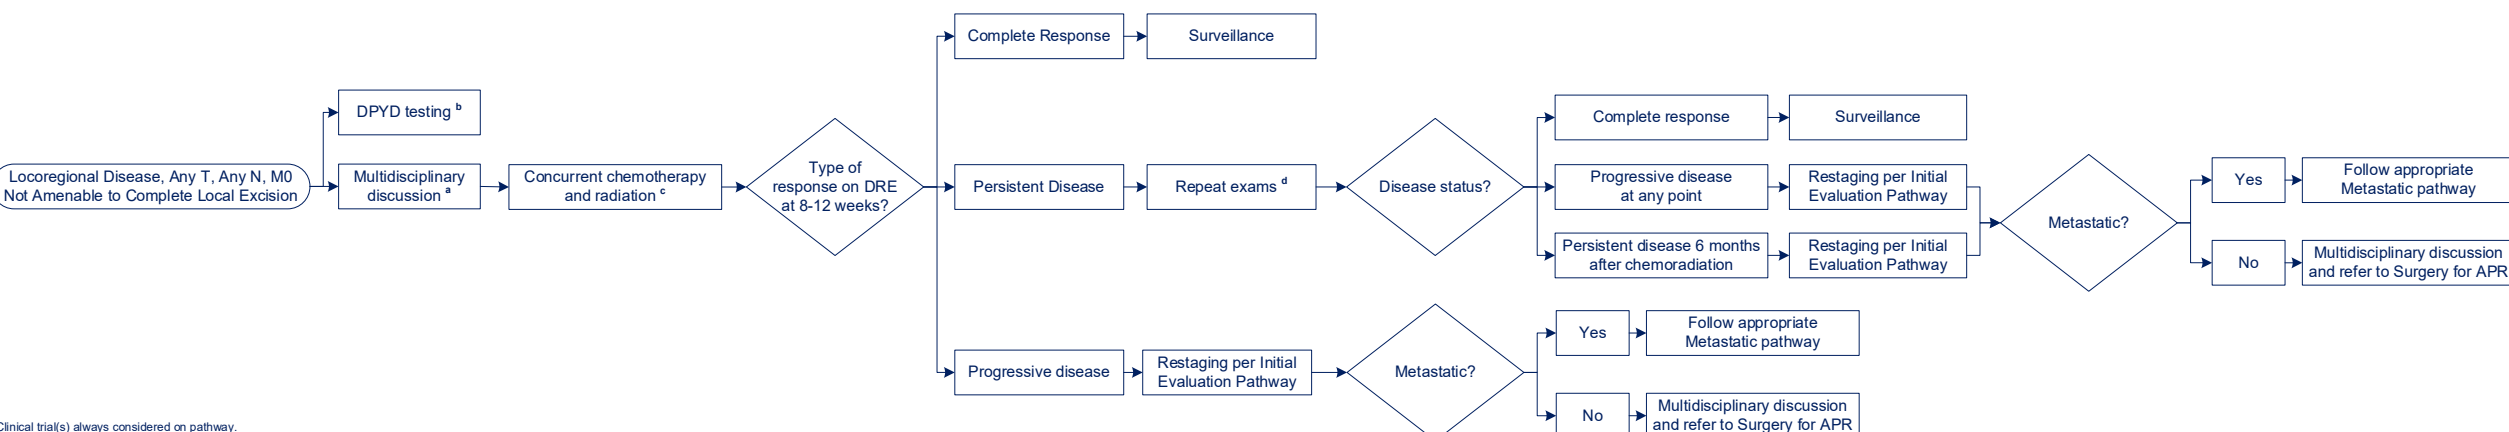 Complete Response
Surveillance
DPYD testing b
Locoregional Disease, Any T, Any N, M0
Not Amenable to Complete Local Excision
Multidisciplinary
discussion a
Concurrent chemotherapy
and radiation c
Type of
response on DRE
at 8-12 weeks?
Persistent Disease
Repeat exams d
Disease status?
Complete response
Surveillance
Progressive disease
at any point
Restaging per Initial
Evaluation Pathway
Persistent disease 6 months
after chemoradiation
Restaging per Initial
Evaluation Pathway
Metastatic?
Yes
Follow appropriate
Metastatic pathway
No
Multidisciplinary discussion
and refer to Surgery for APR
Progressive disease
Restaging per Initial
Evaluation Pathway
Metastatic?
Yes
Follow appropriate
Metastatic pathway
No
Multidisciplinary discussion
and refer to Surgery for APR
Clinical trial(s) always considered on pathway.